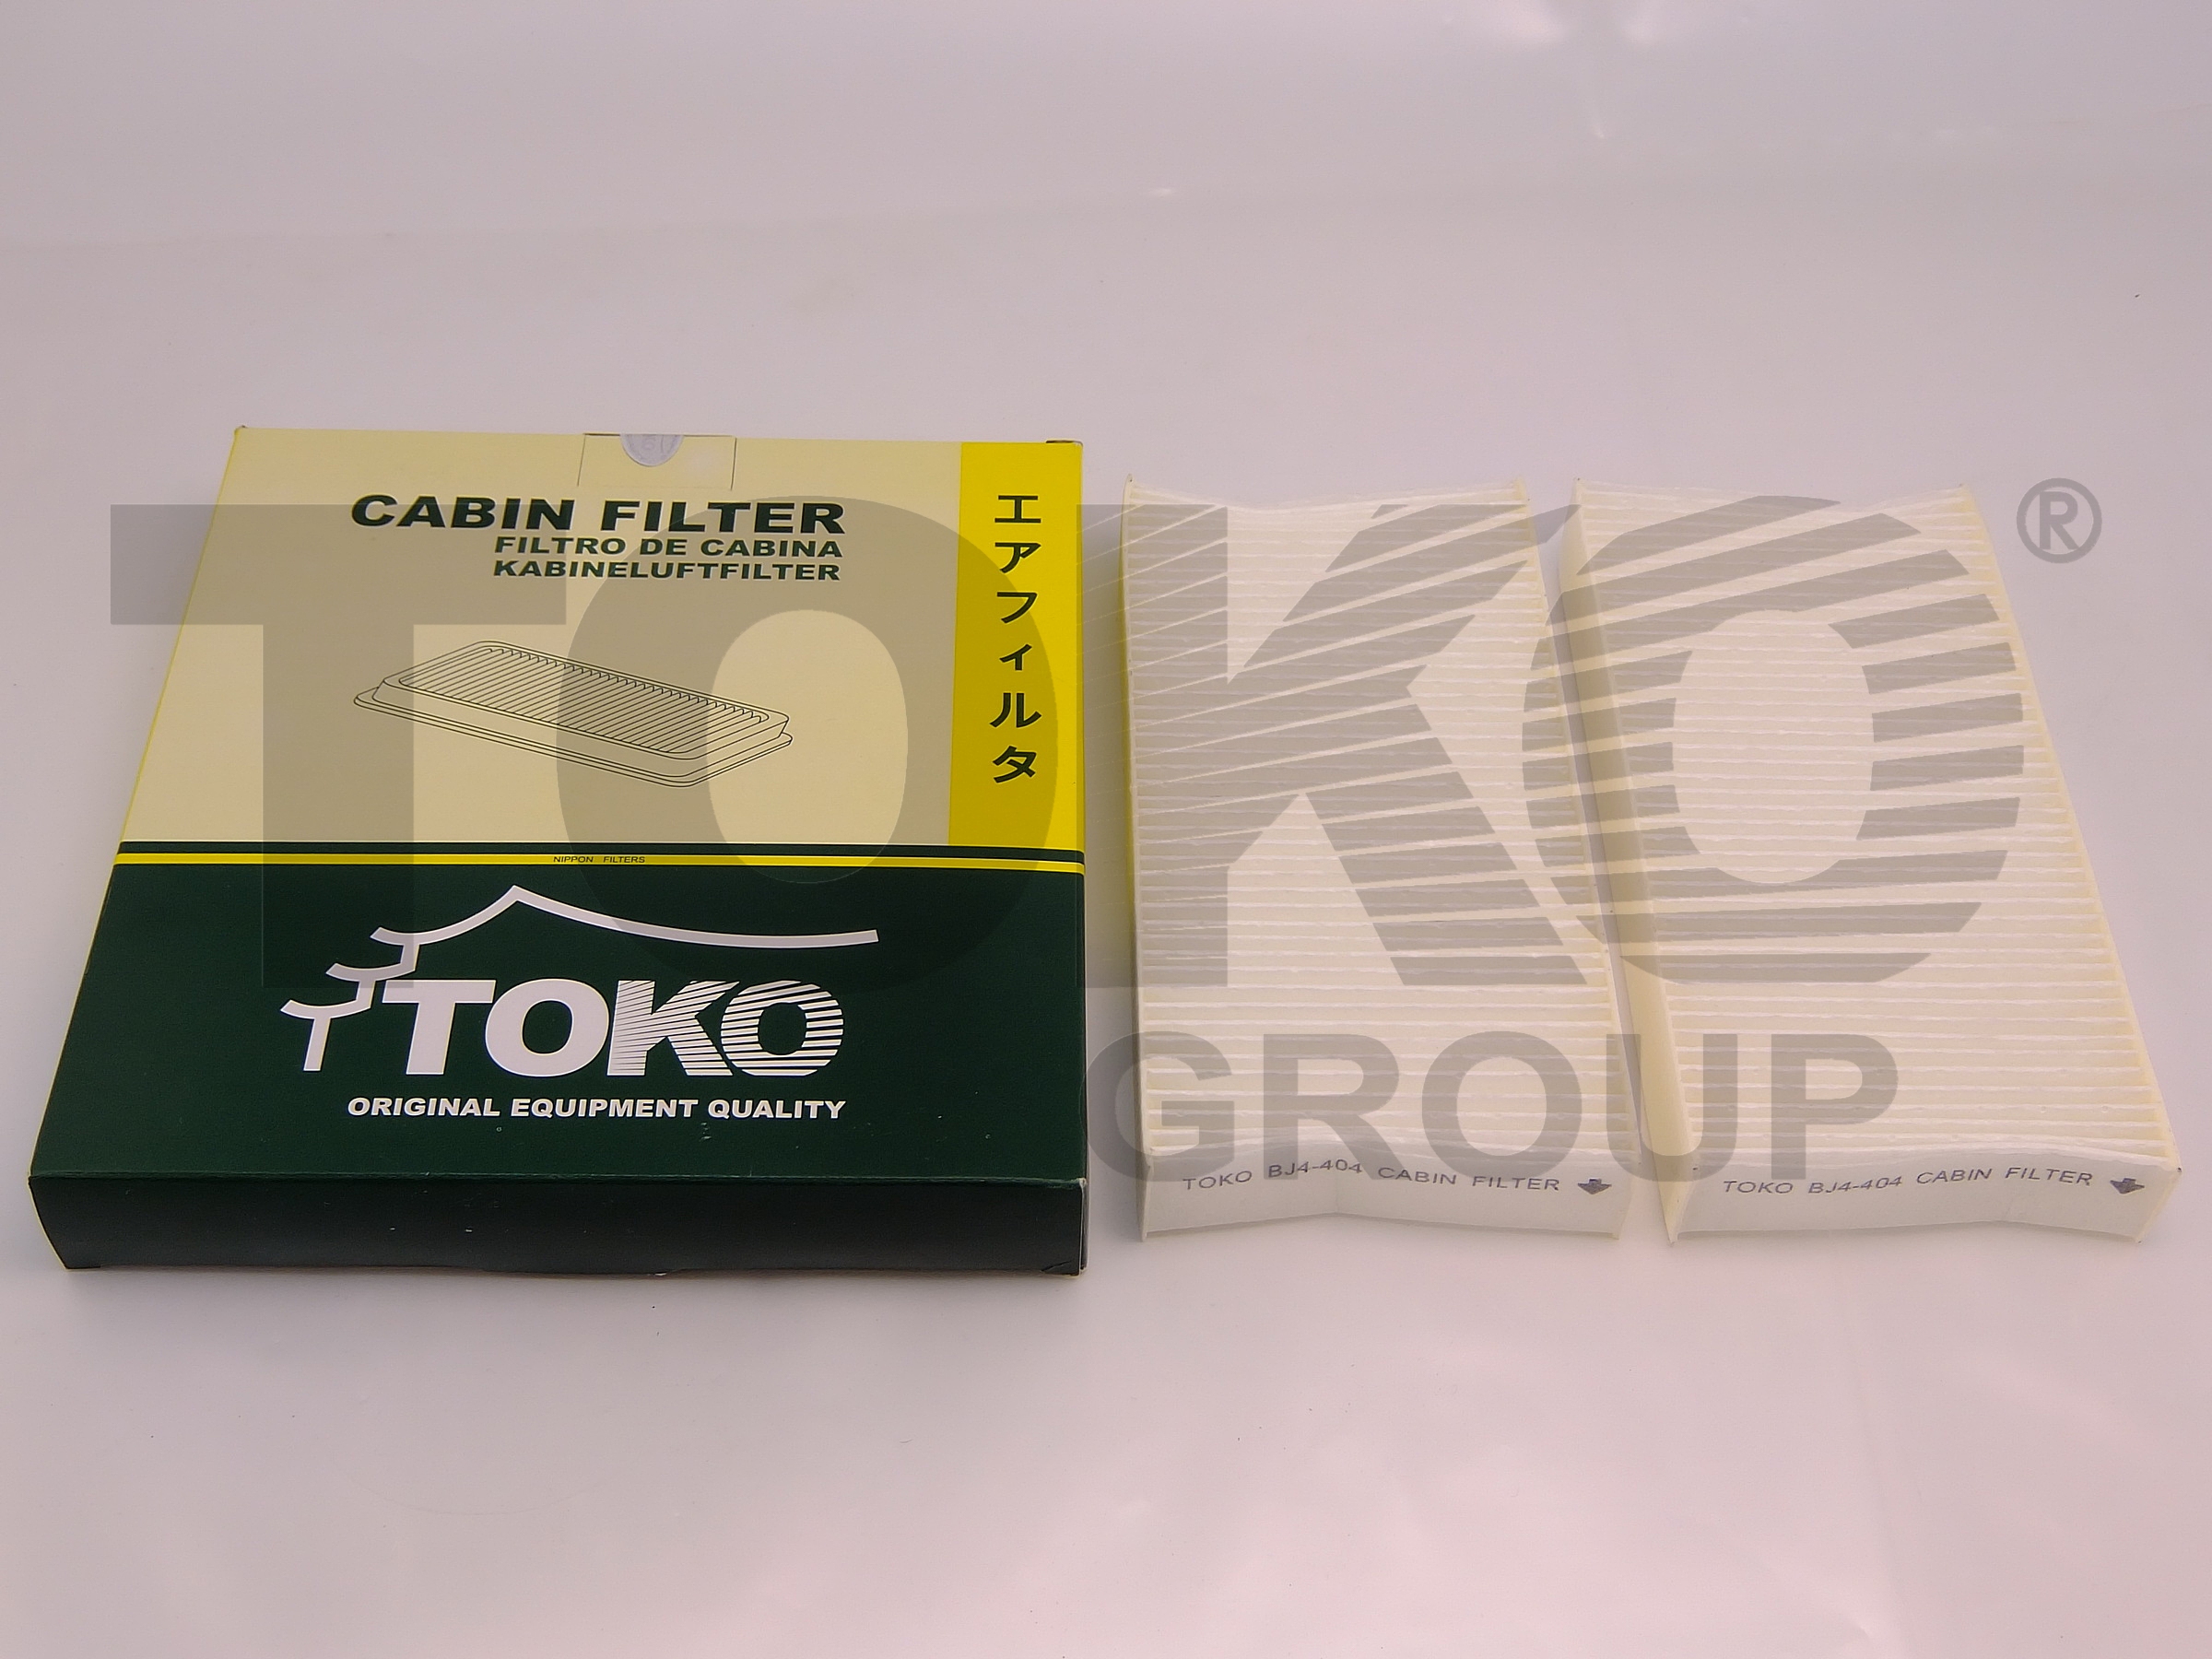 CABIN FILTER
FILTRO DE CABINA
KABINELUFTFILTER
エアフィルタ
NIPPON FILTERS
TOKO
ORIGINAL EQUIPMENT QUALITY
TOKO BJ4-404 CABIN FILTER
TOKO BJ4-404 CABIN FILTER
TOKO ®
GROUP